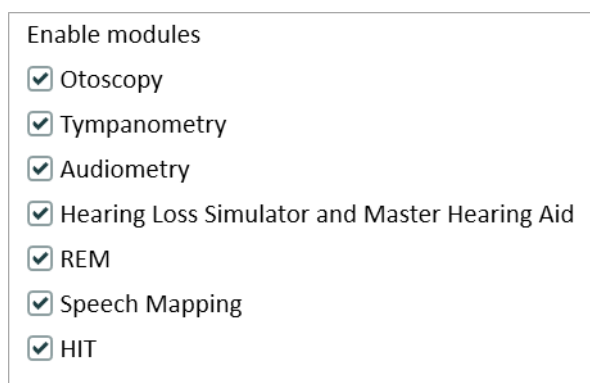 Enable modules
Otoscopy
Tympanometry
Audiometry
Hearing Loss Simulator and Master Hearing Aid
REM
Speech Mapping
HIT